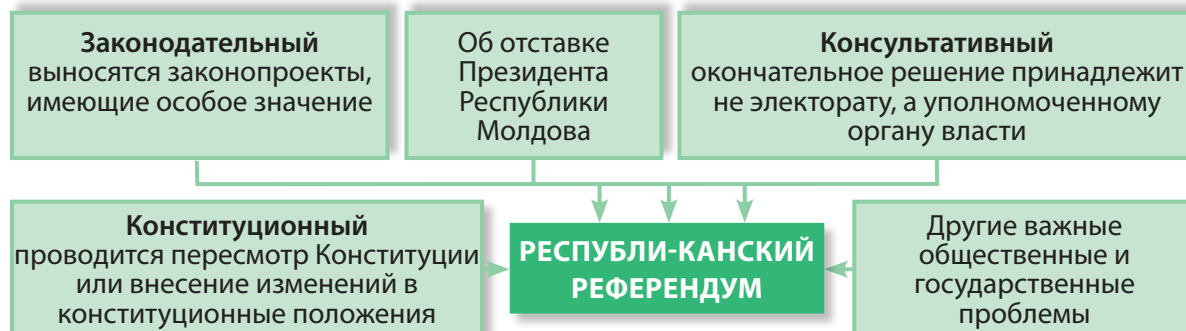 Законодательный
выносятся законопроекты,
имеющие особое значение
Об отставке
Президента
Республики
Молдова
Консультативный
окончательное решение принадлежит
не электорату, а уполномоченному
органу власти
Конституционный
проводится пересмотр Конституции
или внесение изменений в
конституционные положения
РЕСПУБЛИ-КАНСКИЙ
РЕФЕРЕНДУМ
Другие важные
общественные и
государственные
проблемы